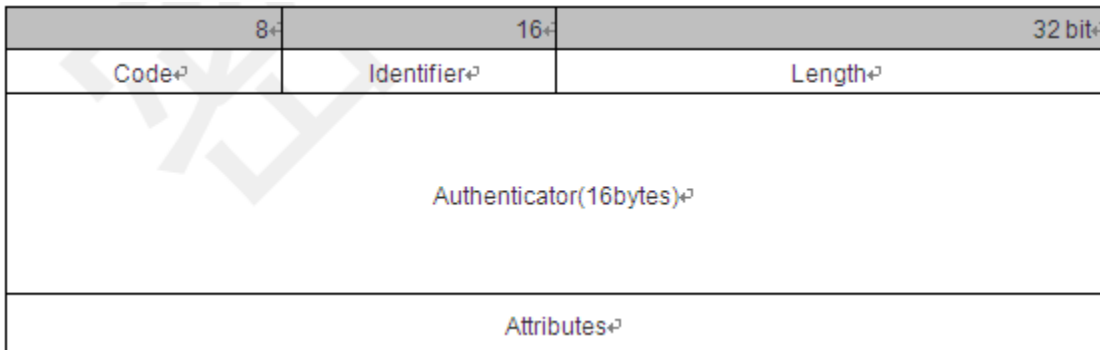 8 16 32 bit
Code Identifier Length
Authenticator(16bytes)
Attributes